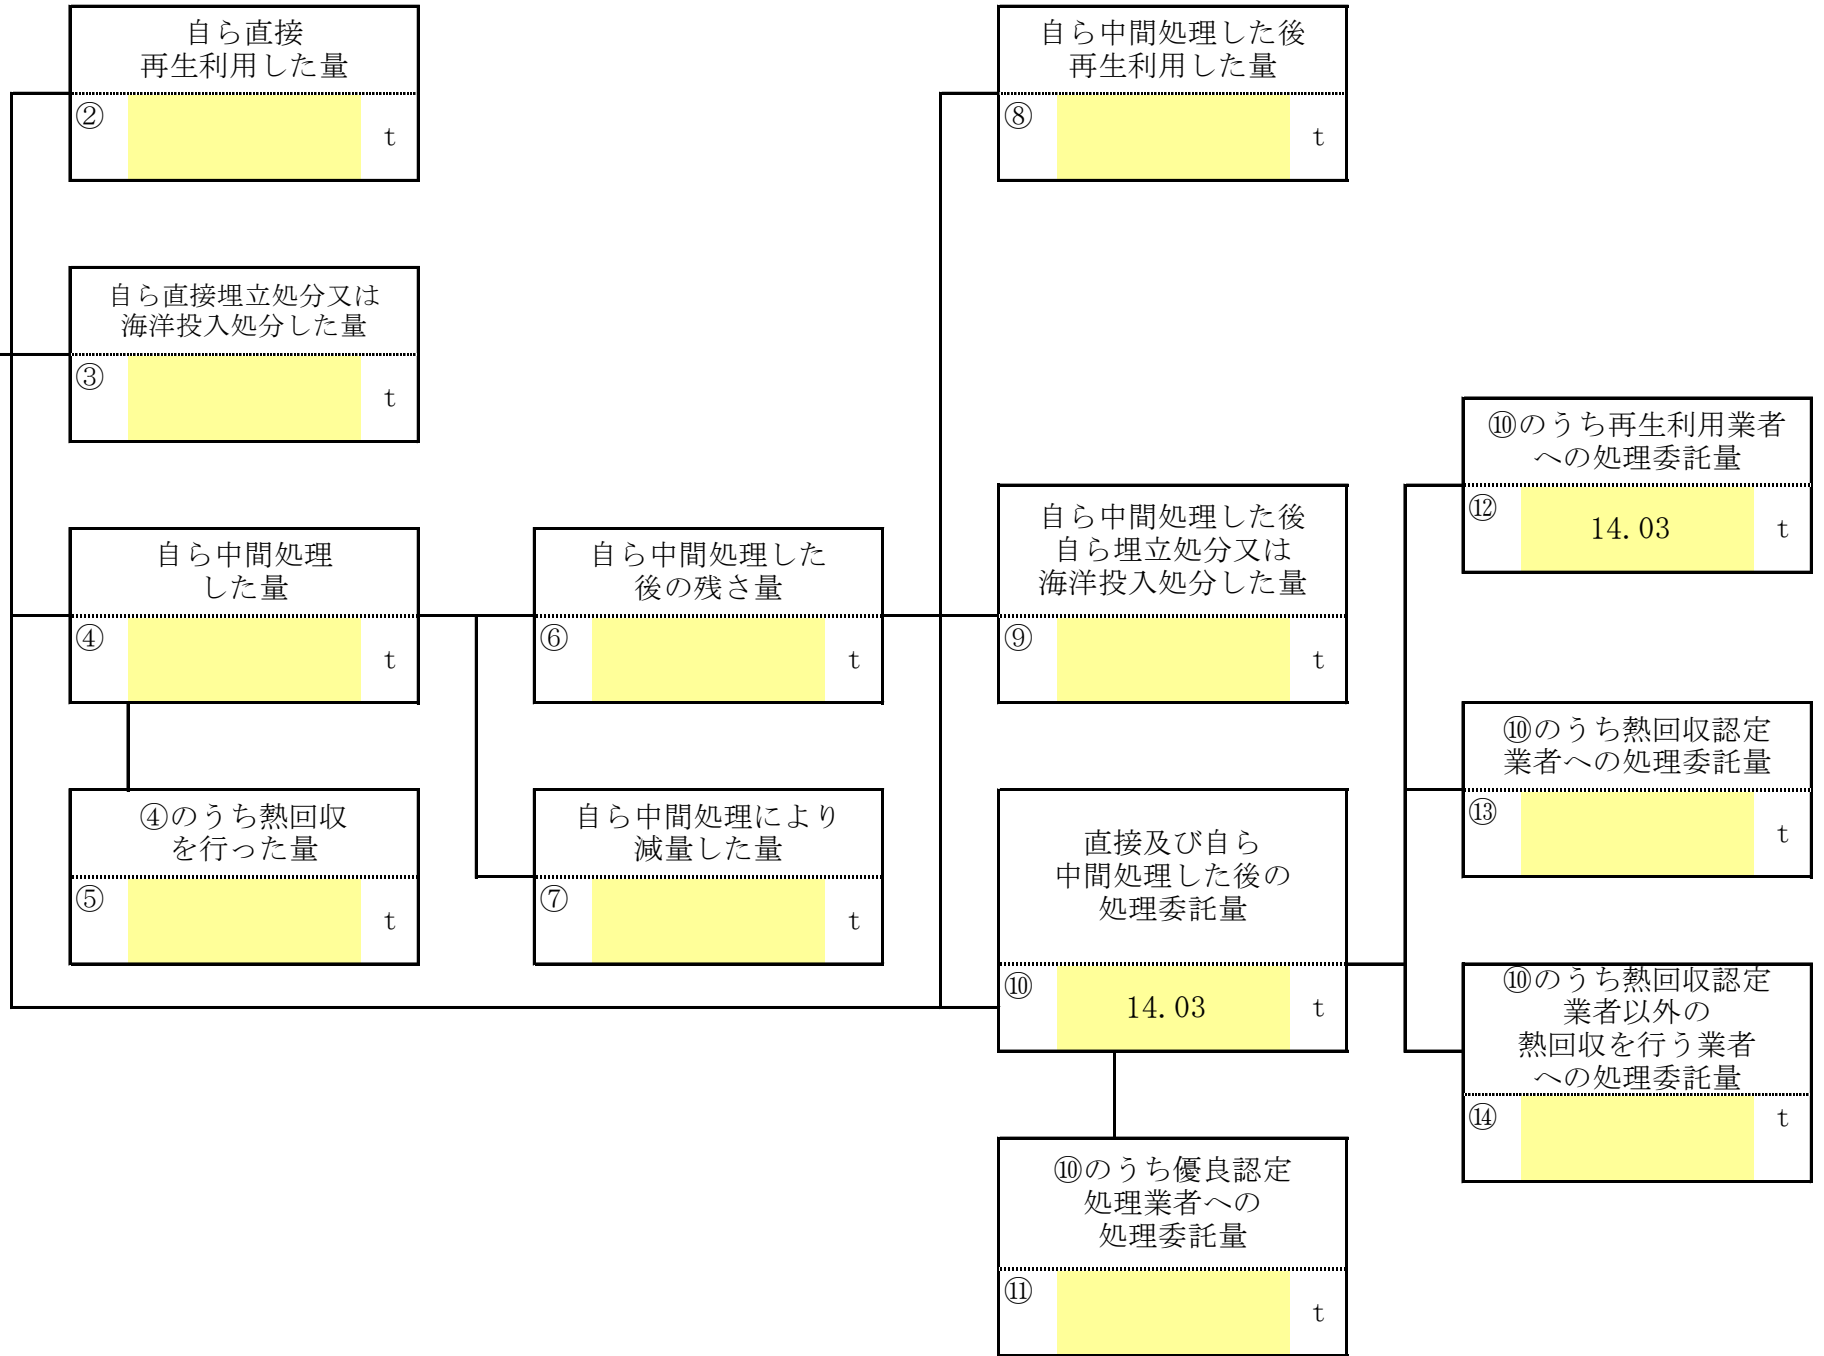 自ら直接
再生利用した量
②
t
自ら中間処理した後
再生利用した量
⑧
t
自ら直接埋立処分又は
海洋投入処分した量
③
t
⑩のうち再生利用業者
への処理委託量
⑫ 14.03 t
自ら中間処理
した量
④
t
自ら中間処理した
後の残さ量
⑥
t
自ら中間処理した後
自ら埋立処分又は
海洋投入処分した量
⑨
t
⑩のうち熱回収認定
業者への処理委託量
⑬
t
④のうち熱回収
を行った量
⑤
t
自ら中間処理により
減量した量
⑦
t
直接及び自ら
中間処理した後の
処理委託量
⑩ 14.03 t
⑩のうち熱回収認定
業者以外の
熱回収を行う業者
への処理委託量
⑭ t
⑩のうち優良認定
処理業者への
処理委託量
⑪
t